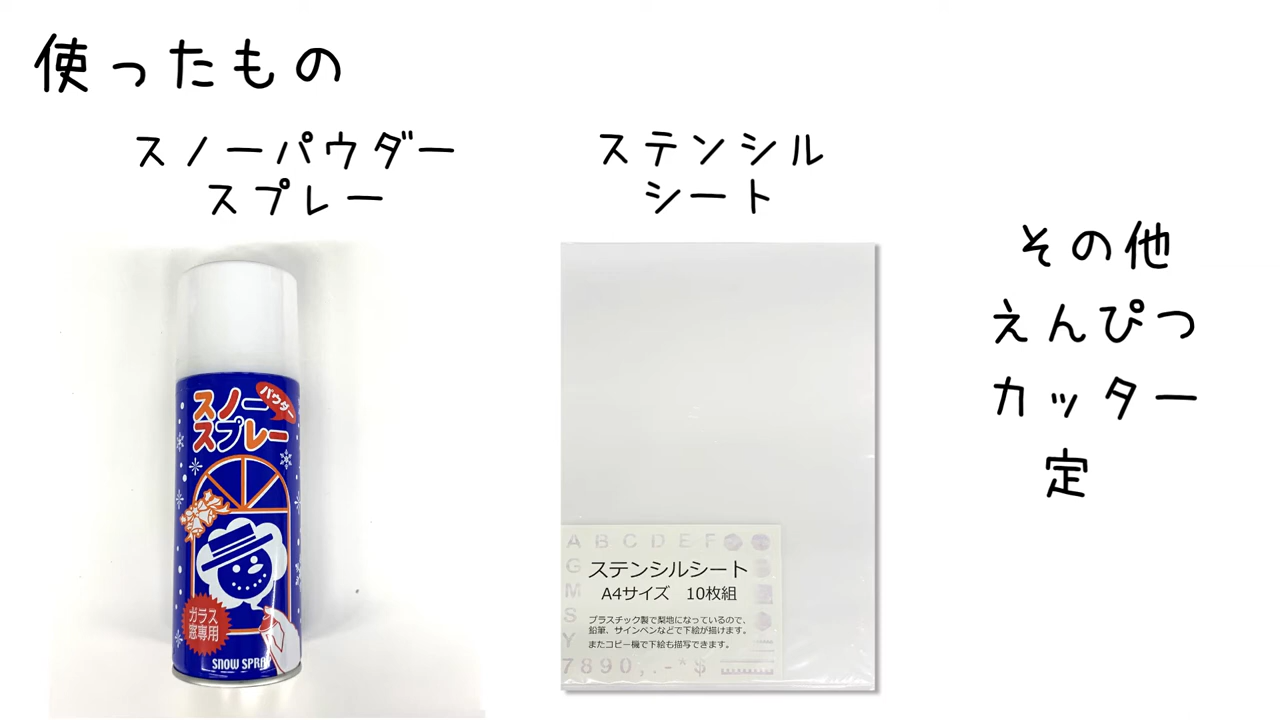 使ったもの
スノーパウダー
スプレー
スノー
パウダー
スプレー
ガラス
窓専用
SNOW SPRAY
ステンシル
シート
A B C D E F
G
M
S
Y
7890,.-*$
ステンシルシート
A4サイズ 10枚組
プラスチック製で梨地になっているので、
鉛筆、サインペンなどで下絵が描けます。
またコピー機で下絵も描写できます。
その他
えんぴつ
カッター
定